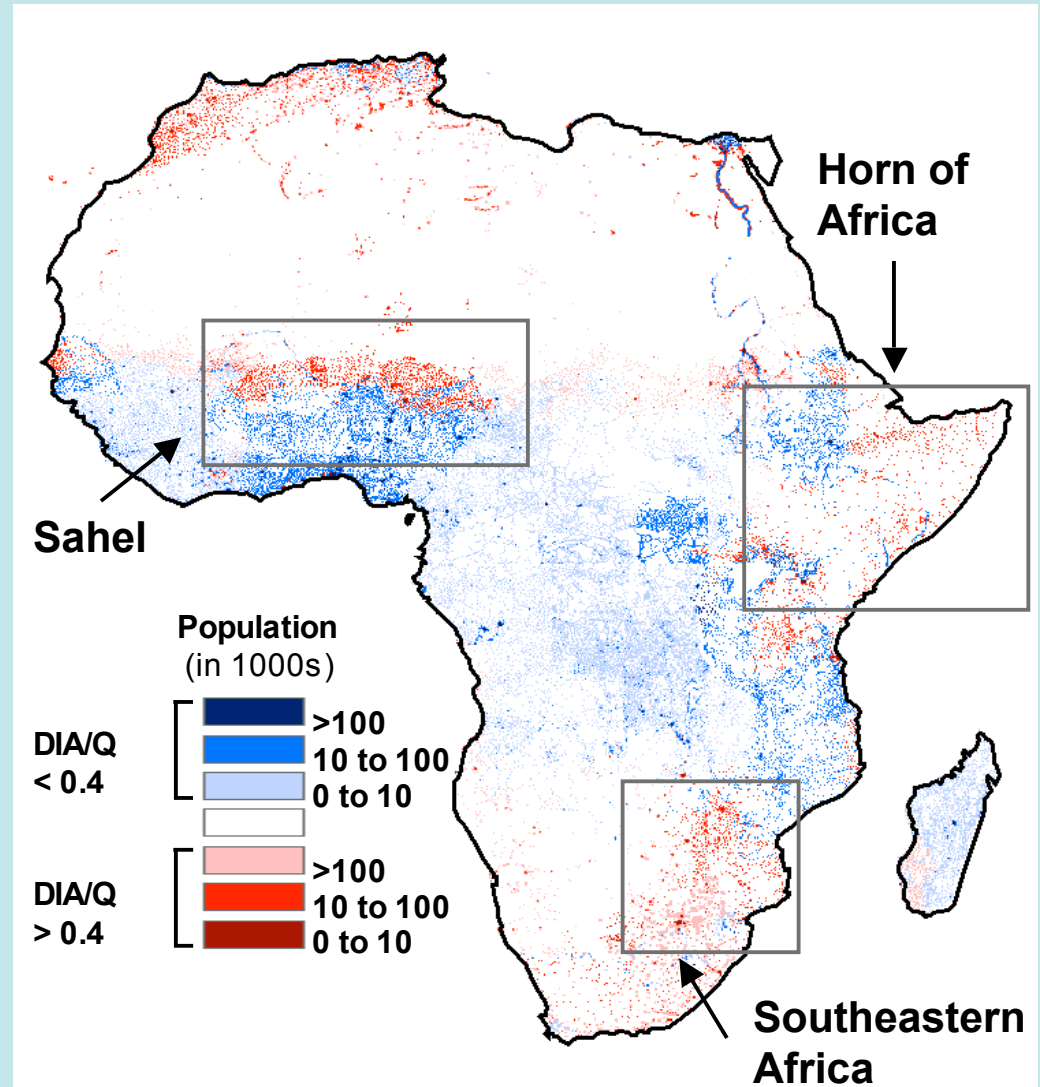 Horn of
Africa
Sahel
Population
(in 1000s)
DIA/Q
< 0.4
>100
10 to 100
0 to 10
DIA/Q
> 0.4
>100
10 to 100
0 to 10
Southeastern
Africa